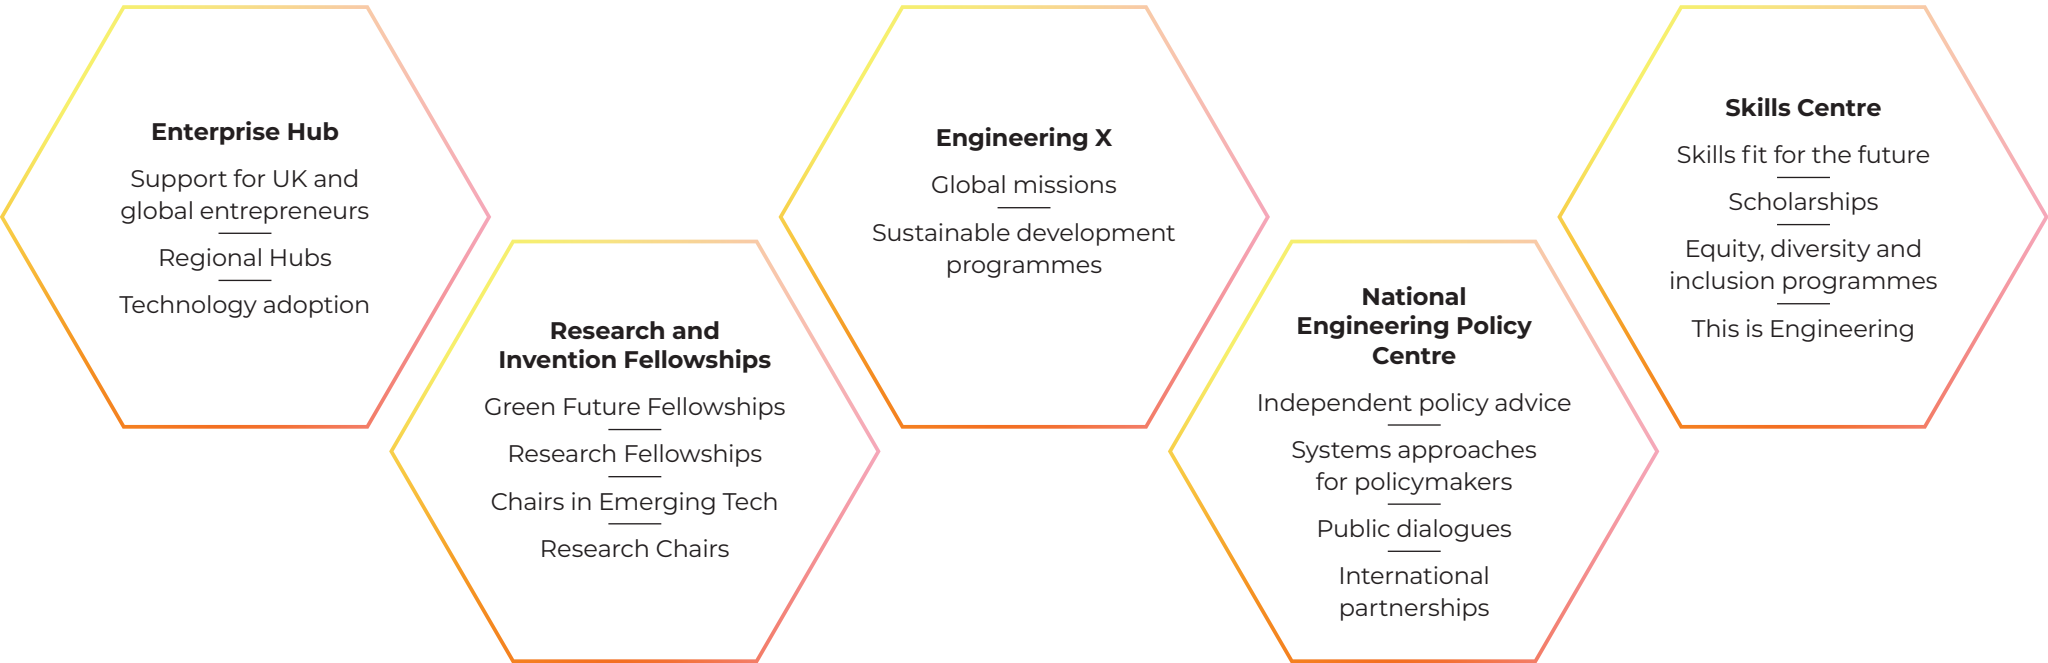 Enterprise Hub
Support for UK and
global entrepreneurs
Regional Hubs
Technology adoption
Research and
Invention Fellowships
Green Future Fellowships
Research Fellowships
Chairs in Emerging Tech
Research Chairs
Engineering X
Global missions
Sustainable development
programmes
National
Engineering Policy
Centre
Independent policy advice
Systems approaches
for policymakers
Public dialogues
International
partnerships
Skills Centre
Skills fit for the future
Scholarships
Equity, diversity and
inclusion programmes
This is Engineering